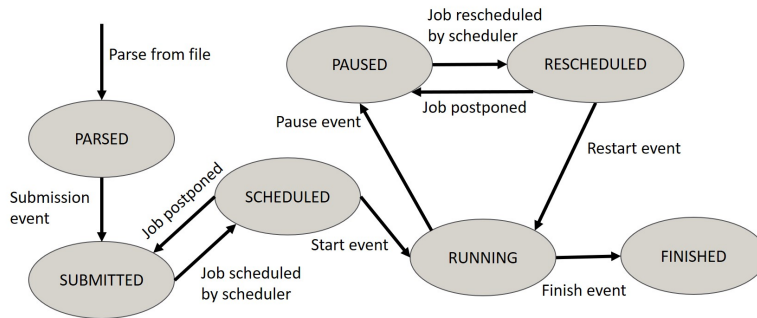 Job rescheduled
by scheduler
Parse from file
PAUSED
RESCHEDULED
Job postponed
Pause event
PARSED
Restart event
Submission
event
Job postponed
SCHEDULED
Start event
RUNNING
FINISHED
SUBMITTED
Job scheduled
by scheduler
Finish event